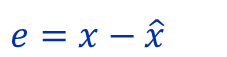 e = x − x̂